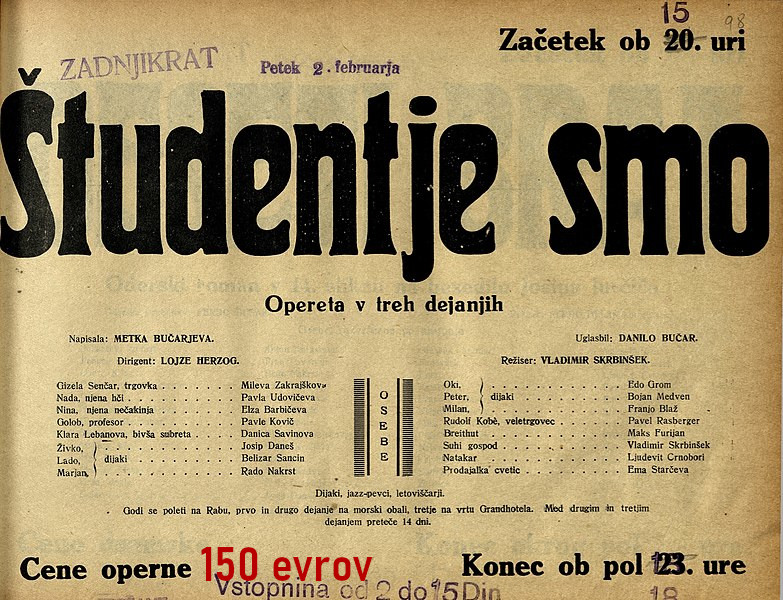 15
98
Začetek ob 20. uri
ZADNJIKRAT
Petek 2. februarja
Študentje smo
Opereta v treh dejanjih
Napisala: METKA BUČARJEVA.
Uglasbil: DANILO BUČAR.
Dirigent: LOJZE HERZOG.
Režiser: VLADIMIR SKRBINŠEK.
Gizela Senčar, trgovka . . . . . . . Mileva Zakrajškova
Nada, njena hči . . . . . . . . . Pavla Udovičeva
Nina, njena nečakinja . . . . . . . Elza Barbičeva
Golob, profesor . . . . . . . . . Pavle Kovič
Klara Lebanova, bivša subreta . . . . . Danica Savinova
Živko, . . . . . . . . . . Josip Daneš
Lado, dijaki . . . . . . . . Belizar Sancin
Marjan, . . . . . . . . . . Rado Nakrst
OSEBE
Oki, . . . . . . . . . . Edo Grom
Peter, dijaki . . . . . . . . Bojan Medven
Milan, . . . . . . . . . . Franjo Blaž
Rudolf Kobè, veletrgovec . . . . . . Pavel Rasberger
Breithut . . . . . . . . . . Maks Furijan
Suhi gospod . . . . . . . . . Vladimir Skrbinšek
Natakar . . . . . . . . . . Ljudevit Crnobori
Prodajalka cvetic . . . . . . . . Ema Starčeva
Dijaki, jazz-pevci, letoviščarji.
Godi se poleti na Rabu, prvo in drugo dejanje na morski obali, tretje na vrtu Grandhotela. Med drugim in tretjim
dejanjem preteče 14 dni.
Cene operne 150 evrov
Konec ob pol 23. ure
Vstopnina od 2 do 15 Din
18